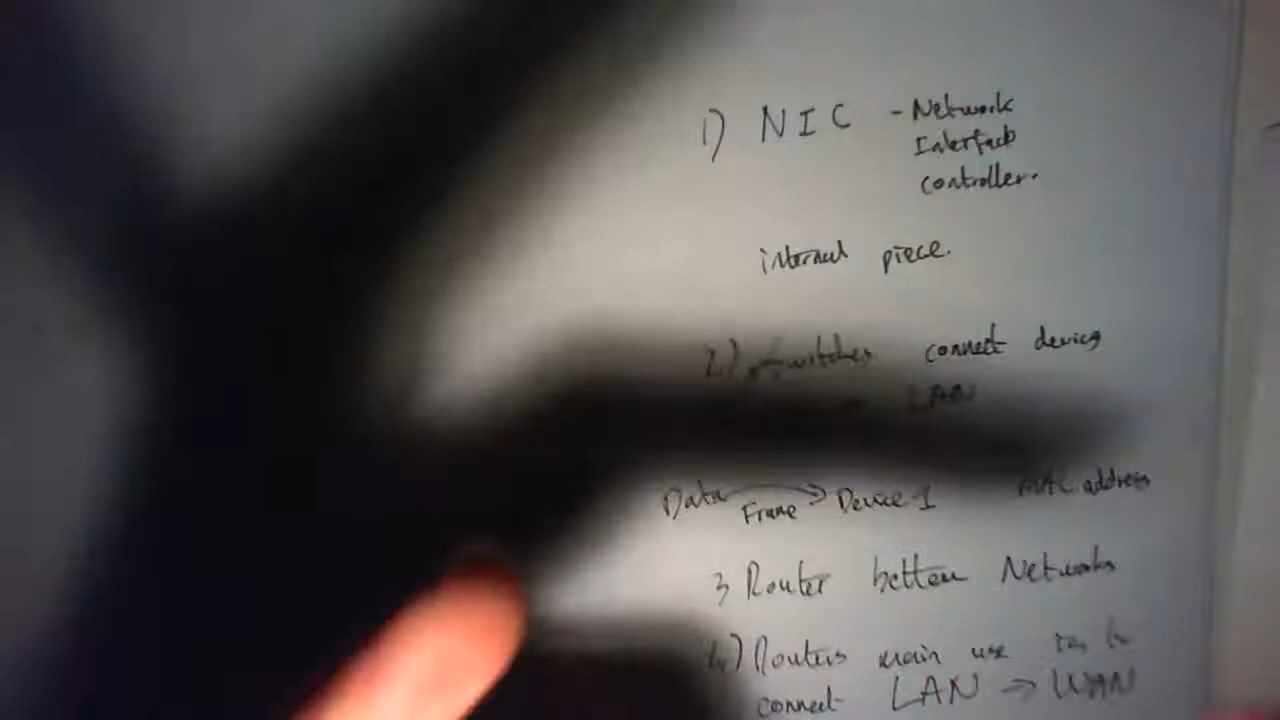 1) NIC - Network
Interface
controller.
internal piece.
2.) switches connect devices
LAN
Data → Device-1 MAC address
Frame
3 Router between Networks
4.) Routers main use is to
connect LAN → WAN